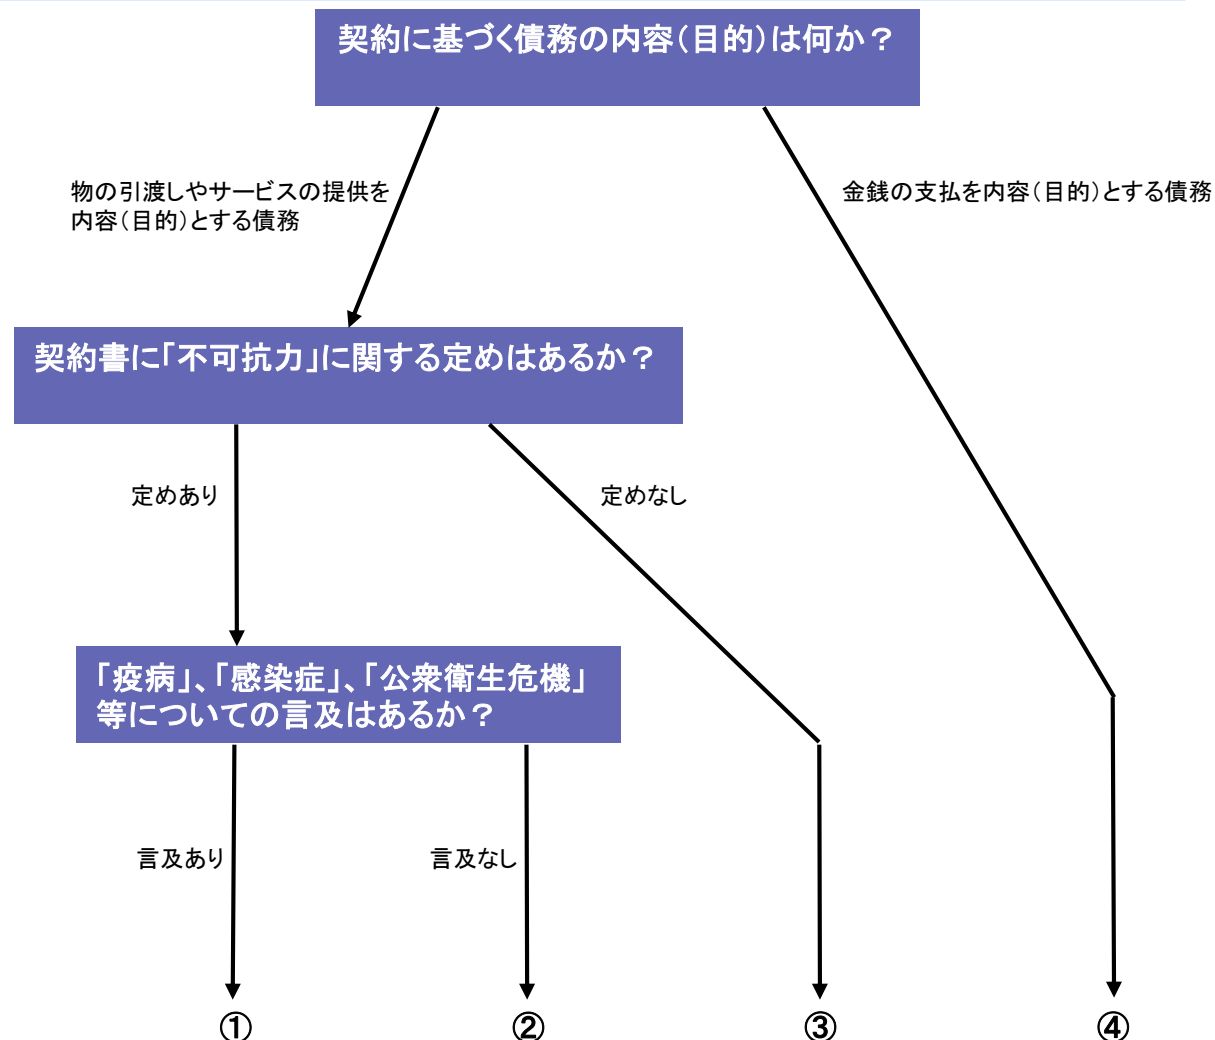 契約に基づく債務の内容（目的）は何か？
物の引渡しやサービスの提供を
内容（目的）とする債務
金銭の支払を内容（目的）とする債務
契約書に「不可抗力」に関する定めはあるか？
定めあり
定めなし
「疫病」、「感染症」、「公衆衛生危機」
等についての言及はあるか？
言及あり
言及なし
①
②
③
④